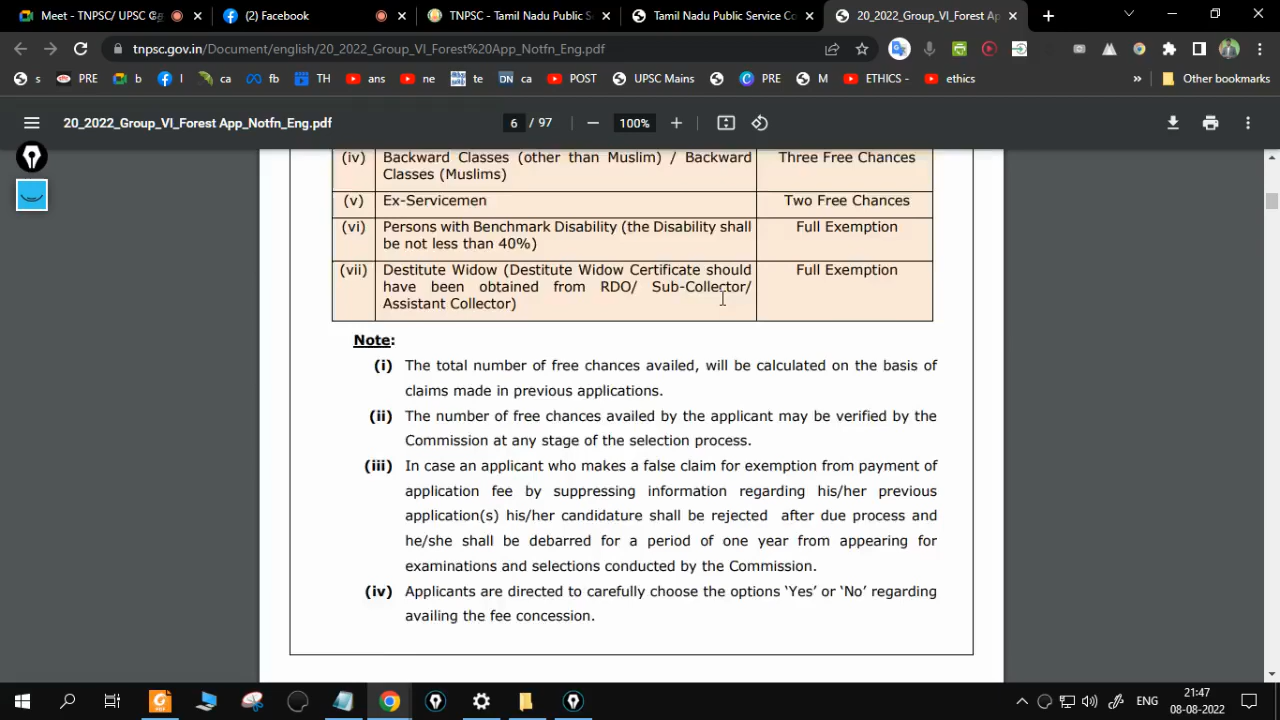 Meet - TNPSC/ UPSC G
(2) Facebook
TNPSC - Tamil Nadu Public S
Tamil Nadu Public Service Co
20_2022_Group_VI_Forest Ap
tnpsc.gov.in/Document/english/20_2022_Group_VI_Forest%20App_Notfn_Eng.pdf
s PRE b I ca fb TH ans ne te ca POST UPSC Mains PRE M ETHICS - ethics » Other bookmarks
20_2022_Group_VI_Forest App_Notfn_Eng.pdf 6 / 97 100%
(iv) Backward Classes (other than Muslim) / Backward Three Free Chances
Classes (Muslims)
(v) Ex-Servicemen Two Free Chances
(vi) Persons with Benchmark Disability (the Disability shall Full Exemption
be not less than 40%)
(vii) Destitute Widow (Destitute Widow Certificate should Full Exemption
have been obtained from RDO/ Sub-Collector/
Assistant Collector)
Note:
(i) The total number of free chances availed, will be calculated on the basis of
claims made in previous applications.
(ii) The number of free chances availed by the applicant may be verified by the
Commission at any stage of the selection process.
(iii) In case an applicant who makes a false claim for exemption from payment of
application fee by suppressing information regarding his/her previous
application(s) his/her candidature shall be rejected after due process and
he/she shall be debarred for a period of one year from appearing for
examinations and selections conducted by the Commission.
(iv) Applicants are directed to carefully choose the options ‘Yes’ or ‘No’ regarding
availing the fee concession.
ENG
21:47
08-08-2022